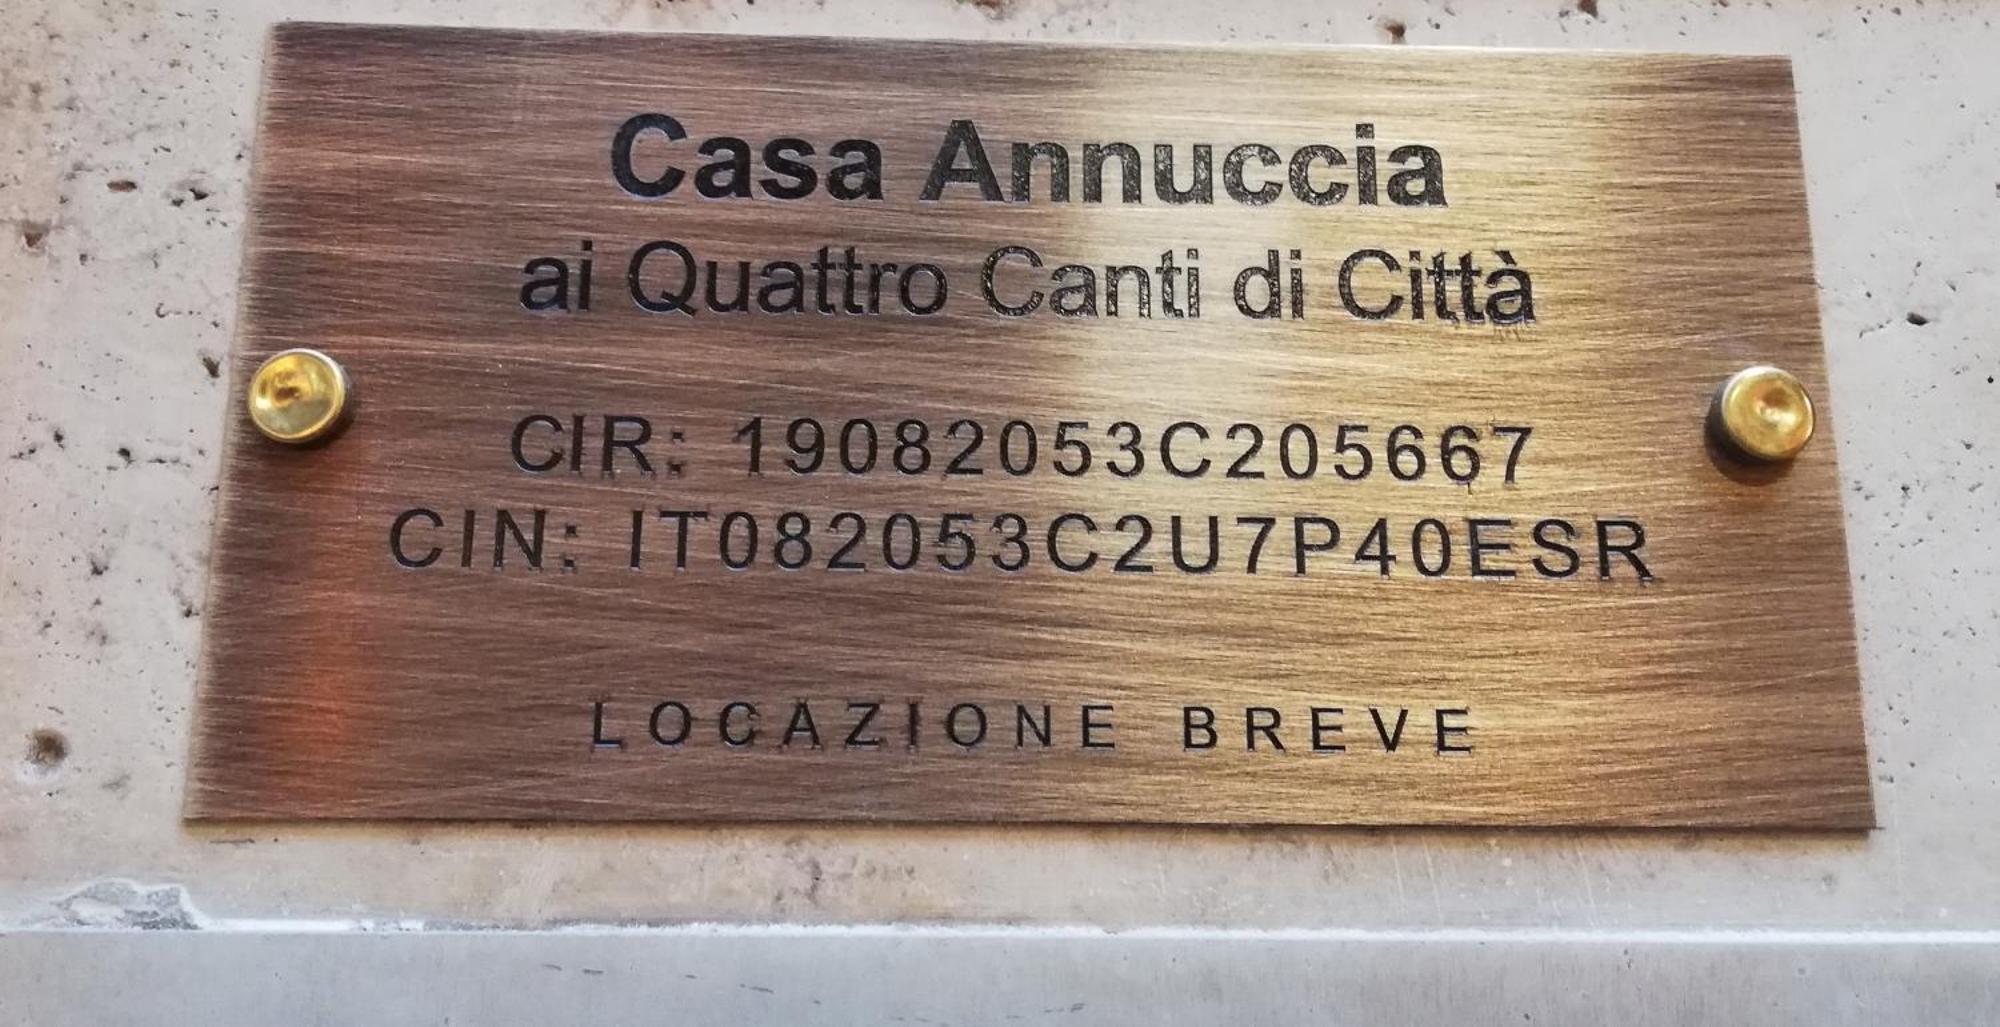 Casa Annuccia
ai Quattro Canti di Città
CIR: 19082053C205667
CIN: IT082053C2U7P40ESR
LOCAZIONE BREVE